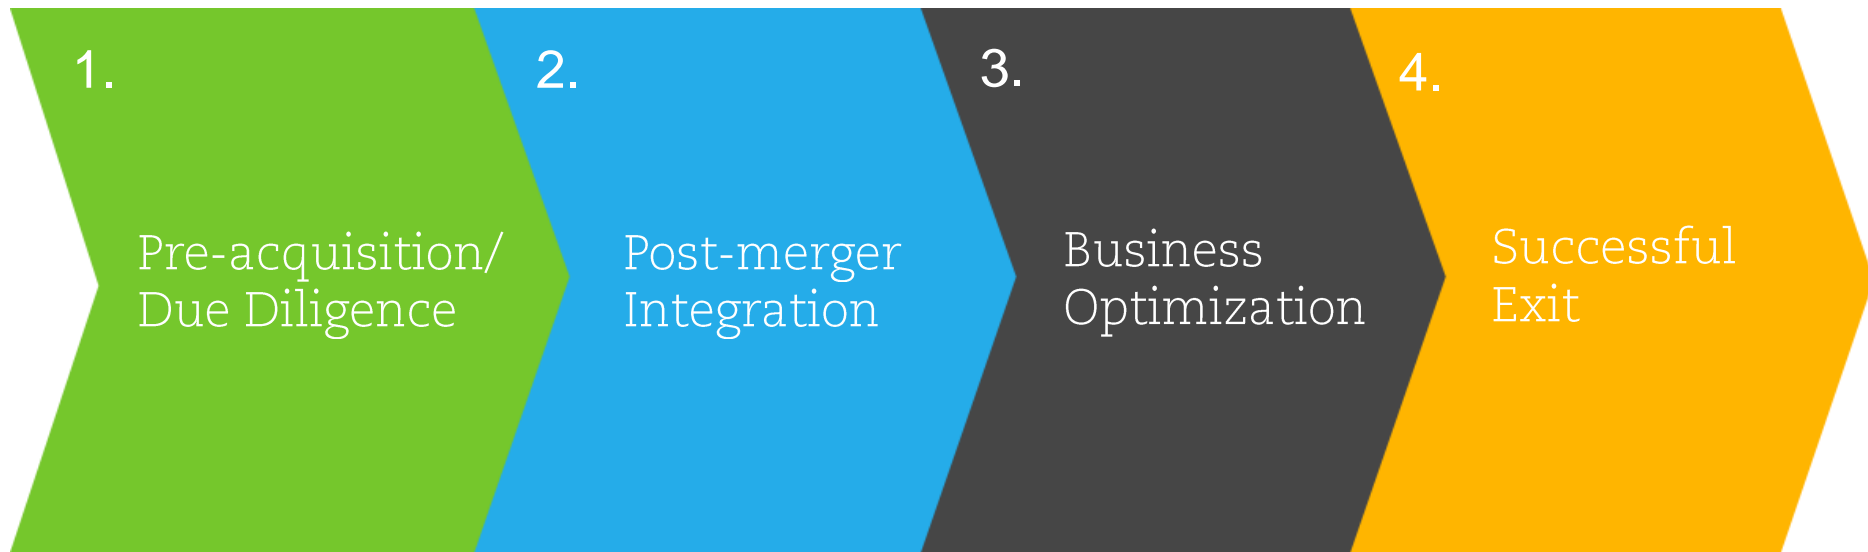 1.
Pre-acquisition/
Due Diligence
2.
Post-merger
Integration
3.
Business
Optimization
4.
Successful
Exit